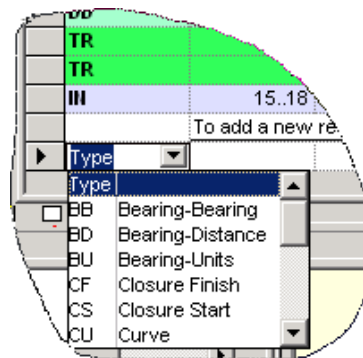 TR
TR
IN 15..18
To add a new re
Type
Type
BB Bearing-Bearing
BD Bearing-Distance
BU Bearing-Units
CF Closure Finish
CS Closure Start
CU Curve